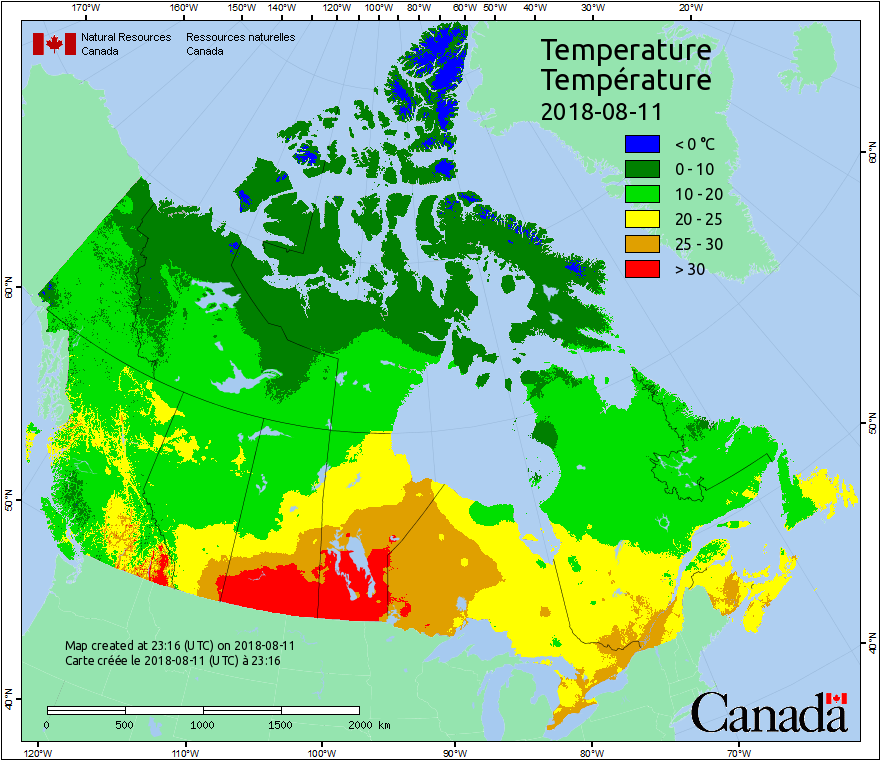 170°W 160°W 150°W 140°W 130°W 120°W 110°W 100°W 80°W 60°W 50°W 40°W 30°W 20°W
Natural Resources Ressources naturelles
Canada Canada
Temperature
Température
2018-08-11
< 0 °C
0 - 10
10 - 20
20 - 25
25 - 30
> 30
60°N
60°N
50°N
50°N
40°N
40°N
Map created at 23:16 (UTC) on 2018-08-11
Carte créée le 2018-08-11 (UTC) à 23:16
0 500 1000 1500 2000 km
Canada
120°W 110°W 100°W 90°W 80°W 70°W